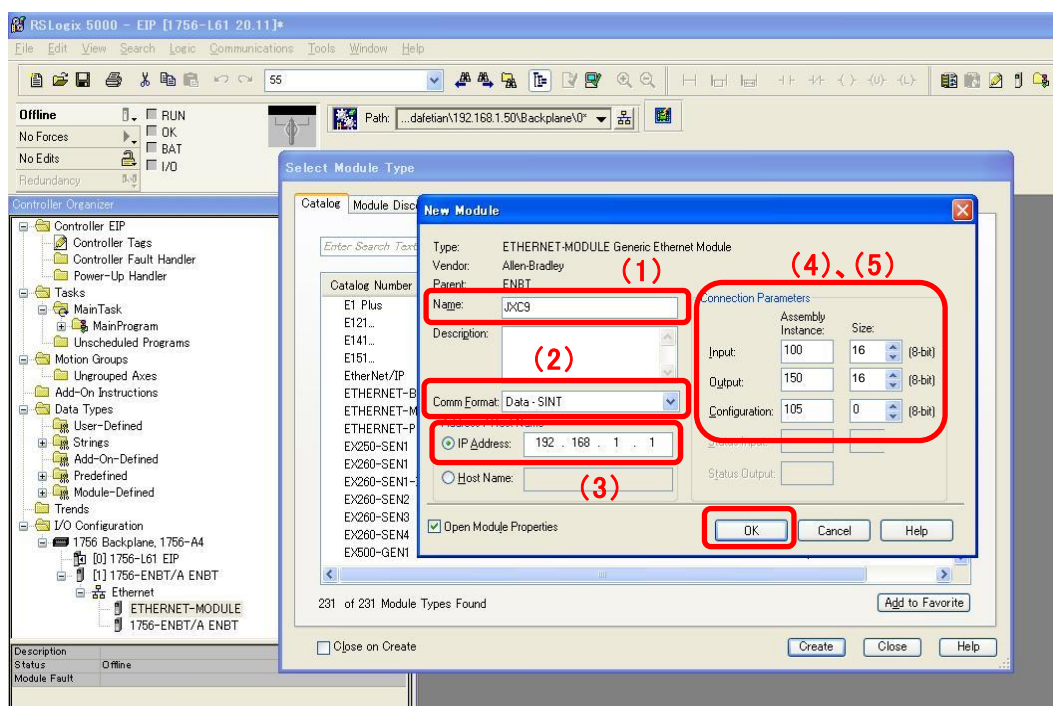 RSLogix 5000 - EIP [1756-L61 20.11]*
File Edit View Search Logic Communications Tools Window Help
55
Offline
RUN
No Forces
OK
BAT
No Edits
I/O
Redundancy
Path: ...dafetian\192.168.1.50\Backplane\0*
Controller Organizer
Controller EIP
Controller Tags
Controller Fault Handler
Power-Up Handler
Tasks
MainTask
MainProgram
Unscheduled Programs
Motion Groups
Ungrouped Axes
Add-On Instructions
Data Types
User-Defined
Strings
Add-On-Defined
Predefined
Module-Defined
Trends
I/O Configuration
1756 Backplane, 1756-A4
[0] 1756-L61 EIP
[1] 1756-ENBT/A ENBT
Ethernet
ETHERNET-MODULE
1756-ENBT/A ENBT
Description
Status Offline
Module Fault
Select Module Type
Catalog Module Disc
Enter Search Text
Catalog Number
E1 Plus
E121...
E141...
E151...
EtherNet/IP
ETHERNET-B
ETHERNET-M
ETHERNET-P
EX250-SEN1
EX260-SEN1
EX260-SEN1-
EX260-SEN2
EX260-SEN3
EX260-SEN4
EX500-GEN1
231 of 231 Module Types Found
Add to Favorite
Close on Create
Create Close Help
New Module
Type: ETHERNET-MODULE Generic Ethernet Module
Vendor: Allen-Bradley
Parent: ENBT
(1)
Name: JXC9
Description:
(2)
Comm Format: Data - SINT
IP Address: 192 . 168 . 1 . 1
Host Name:
(3)
(4)、(5)
Connection Parameters
Assembly Instance: Size:
Input: 100 16 (8-bit)
Output: 150 16 (8-bit)
Configuration: 105 0 (8-bit)
Status Input:
Status Output:
Open Module Properties
OK Cancel Help